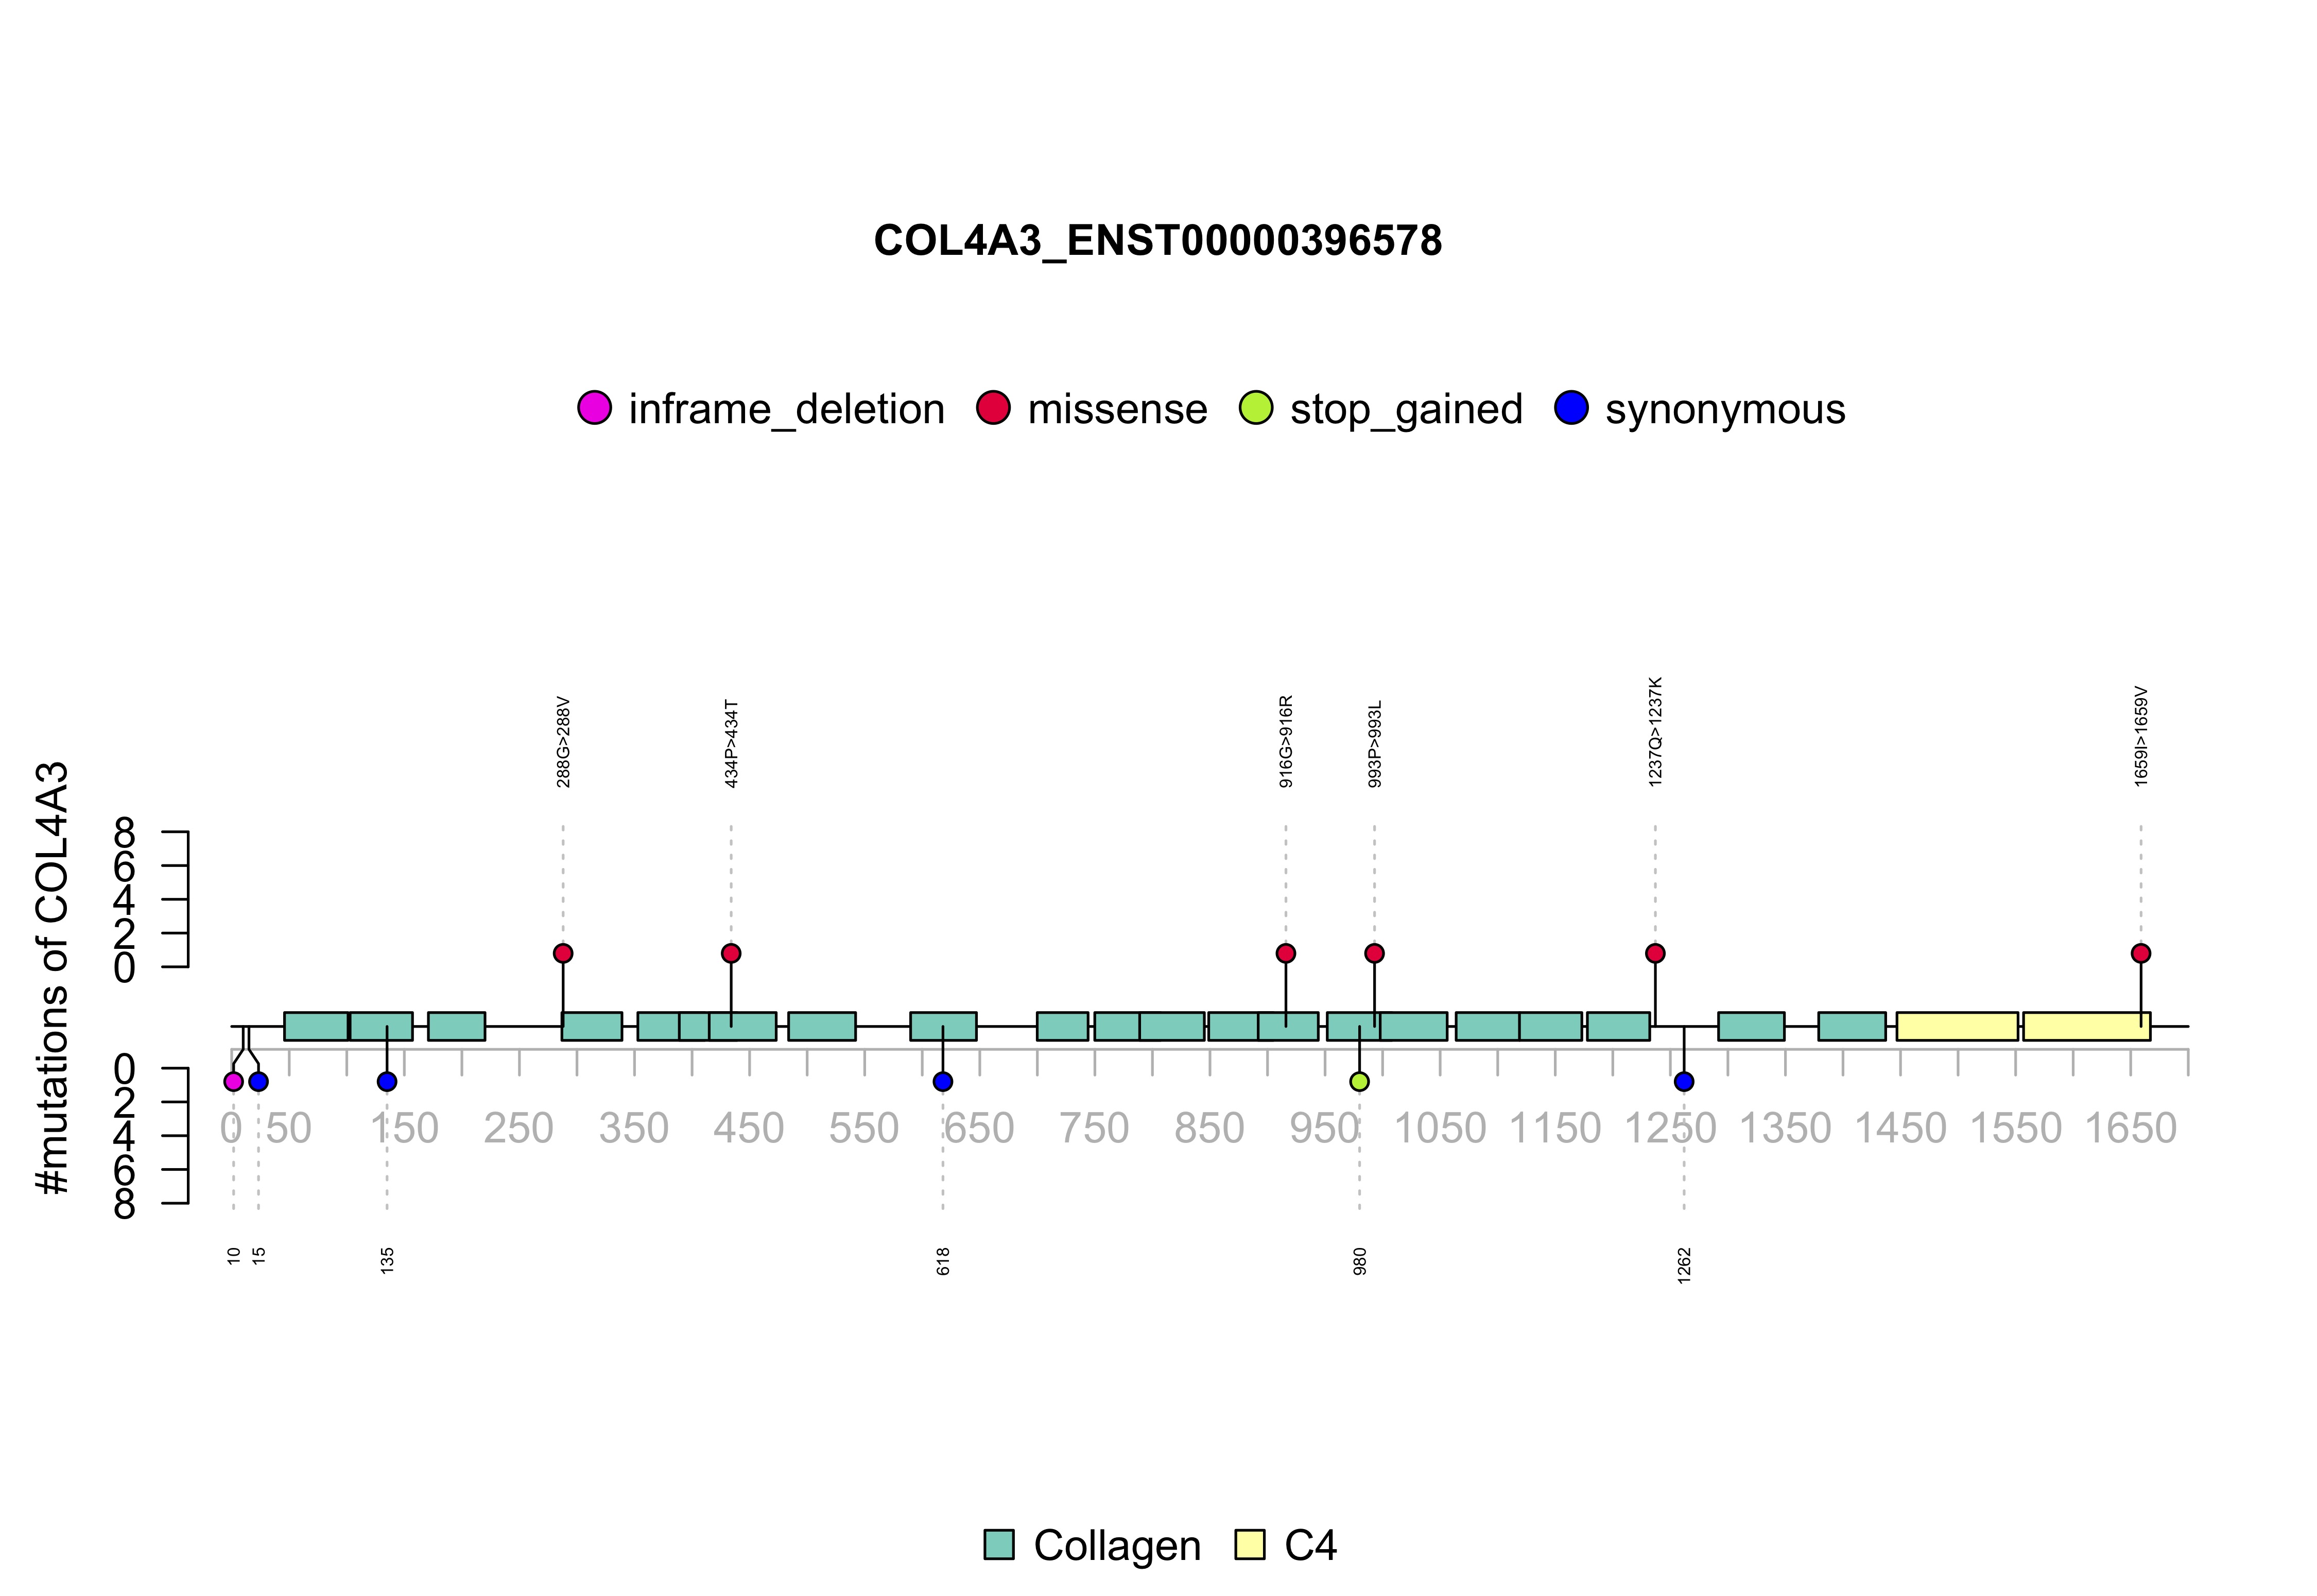 COL4A3_ENST00000396578
inframe_deletion missense stop_gained synonymous
288G>288V
434P>434T
916G>916R
993P>993L
1237Q>1237K
1659I>1659V
#mutations of COL4A3
8
6
4
2
0
0
2
4
6
8
0 50 150 250 350 450 550 650 750 850 950 1050 1150 1250 1350 1450 1550 1650
10
15
135
618
980
1262
Collagen C4